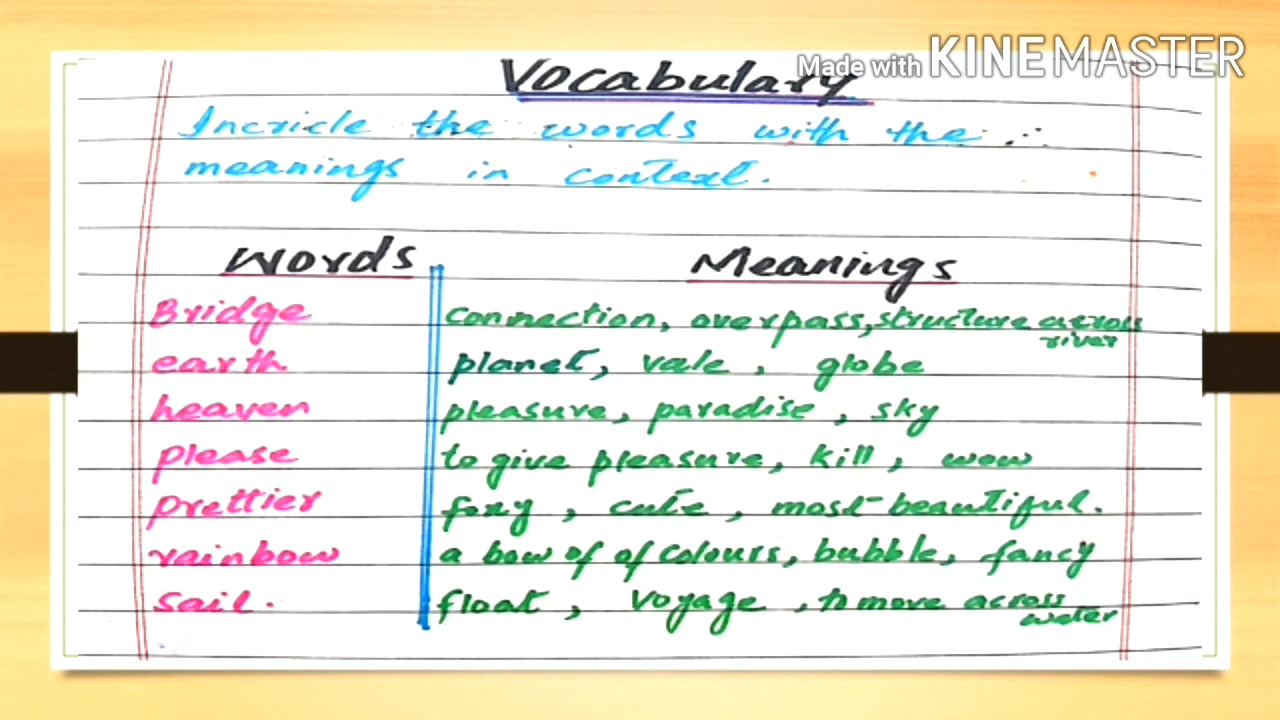 Made with KINEMASTER
Vocabulary
Incricle the words with the
meanings in context.
Words Meanings
Bridge connection, overpass, structure across river
earth planet, vale, globe
heaven pleasure, paradise, sky
please to give pleasure, kill, wow
prettier foxy, cute, most beautiful.
rainbow a bow of of colours, bubble, fancy
sail. float, voyage, to move across water